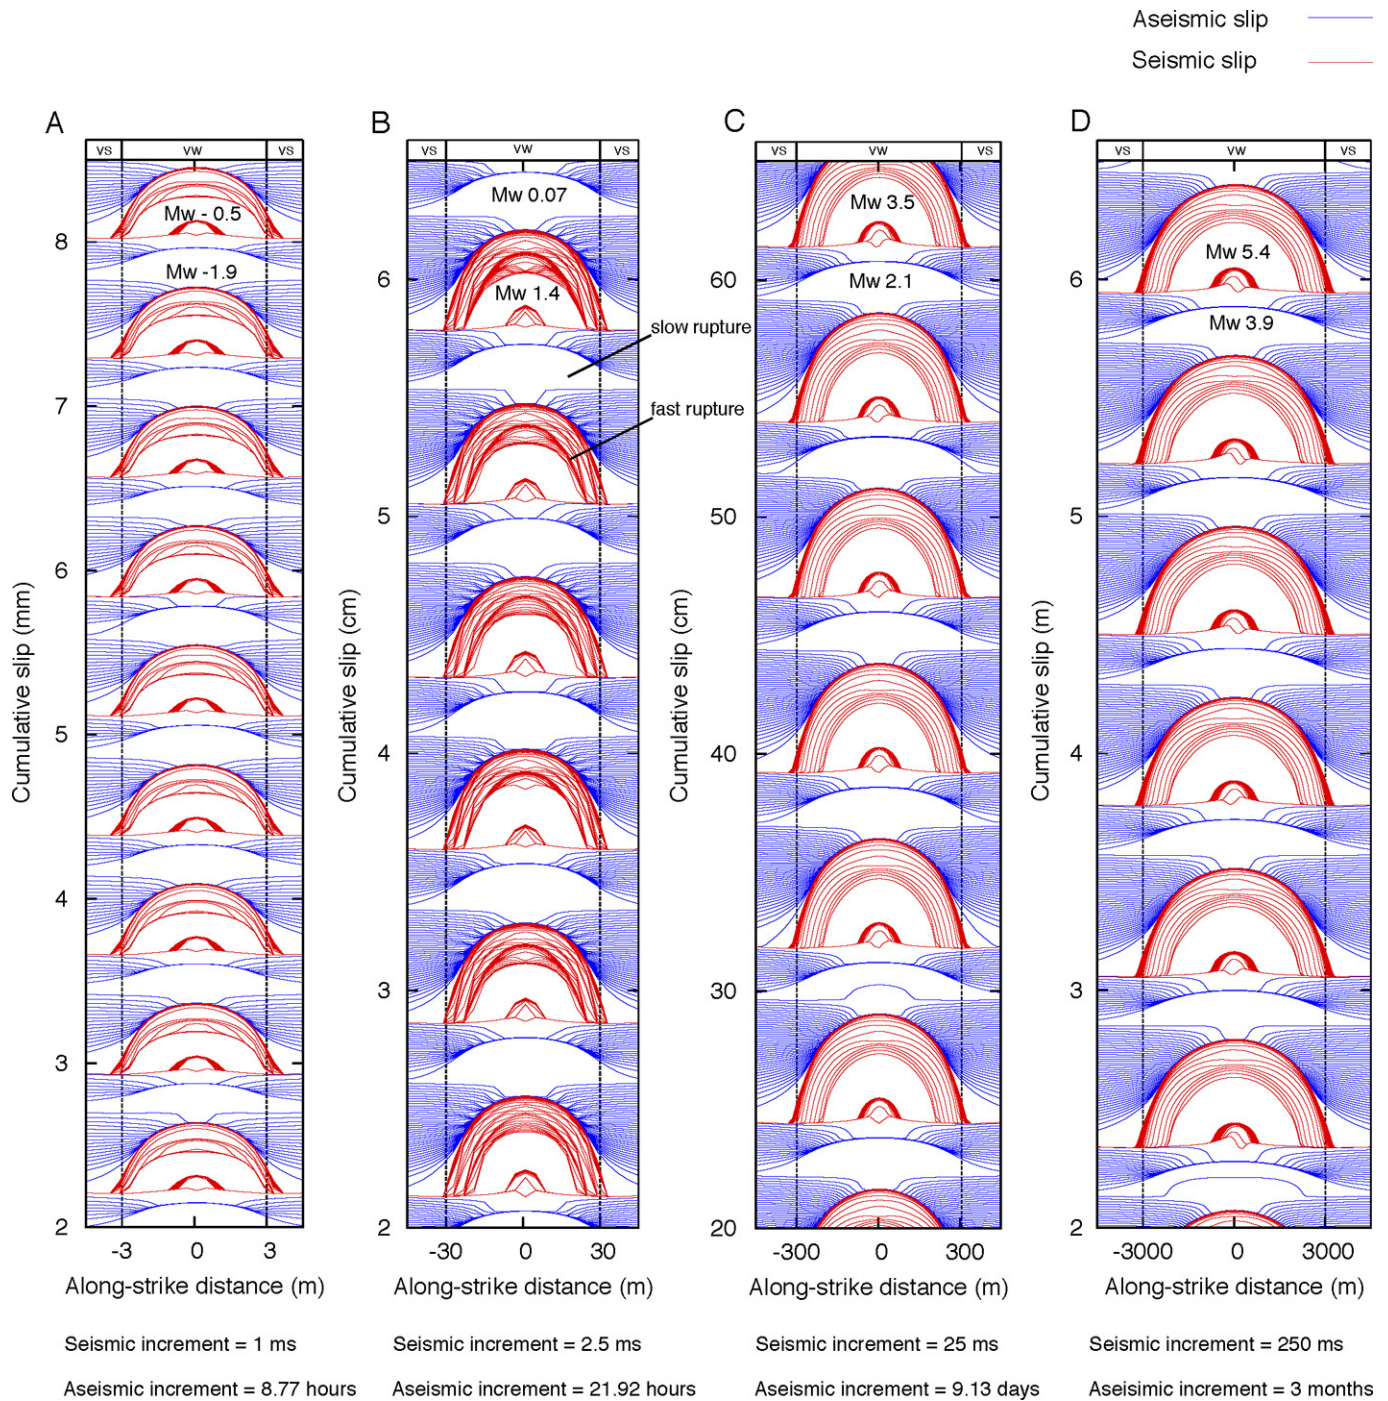 Aseismic slip
Seismic slip
A
B
C
D
vs
vw
vs
vs
vw
vs
vs
vw
vs
vs
vw
vs
Cumulative slip (mm)
8
7
6
5
4
3
2
Mw - 0.5
Mw -1.9
-3
0
3
Along-strike distance (m)
Seismic increment = 1 ms
Aseismic increment = 8.77 hours
Cumulative slip (cm)
6
5
4
3
2
Mw 0.07
Mw 1.4
slow rupture
fast rupture
-30
0
30
Along-strike distance (m)
Seismic increment = 2.5 ms
Aseismic increment = 21.92 hours
Cumulative slip (cm)
60
50
40
30
20
Mw 3.5
Mw 2.1
-300
0
300
Along-strike distance (m)
Seismic increment = 25 ms
Aseismic increment = 9.13 days
Cumulative slip (m)
6
5
4
3
2
Mw 5.4
Mw 3.9
-3000
0
3000
Along-strike distance (m)
Seismic increment = 250 ms
Aseisimic increment = 3 months